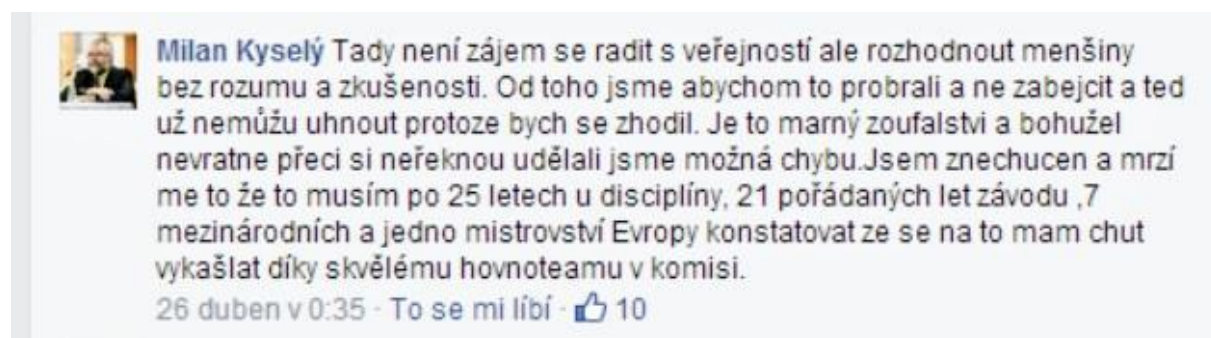 Milan Kyselý Tady není zájem se radit s veřejností ale rozhodnout menšiny
bez rozumu a zkušenosti. Od toho jsme abychom to probrali a ne zabejcit a ted
už nemůžu uhnout protoze bych se zhodil. Je to marný zoufalstvi a bohužel
nevratne přeci si neřeknou udělali jsme možná chybu.Jsem znechucen a mrzí
me to že to musím po 25 letech u disciplíny, 21 pořádaných let závodu ,7
mezinárodních a jedno mistrovství Evropy konstatovat ze se na to mam chut
vykašlat díky skvělému hovnoteamu v komisi.
26 duben v 0:35 · To se mi líbí · 10